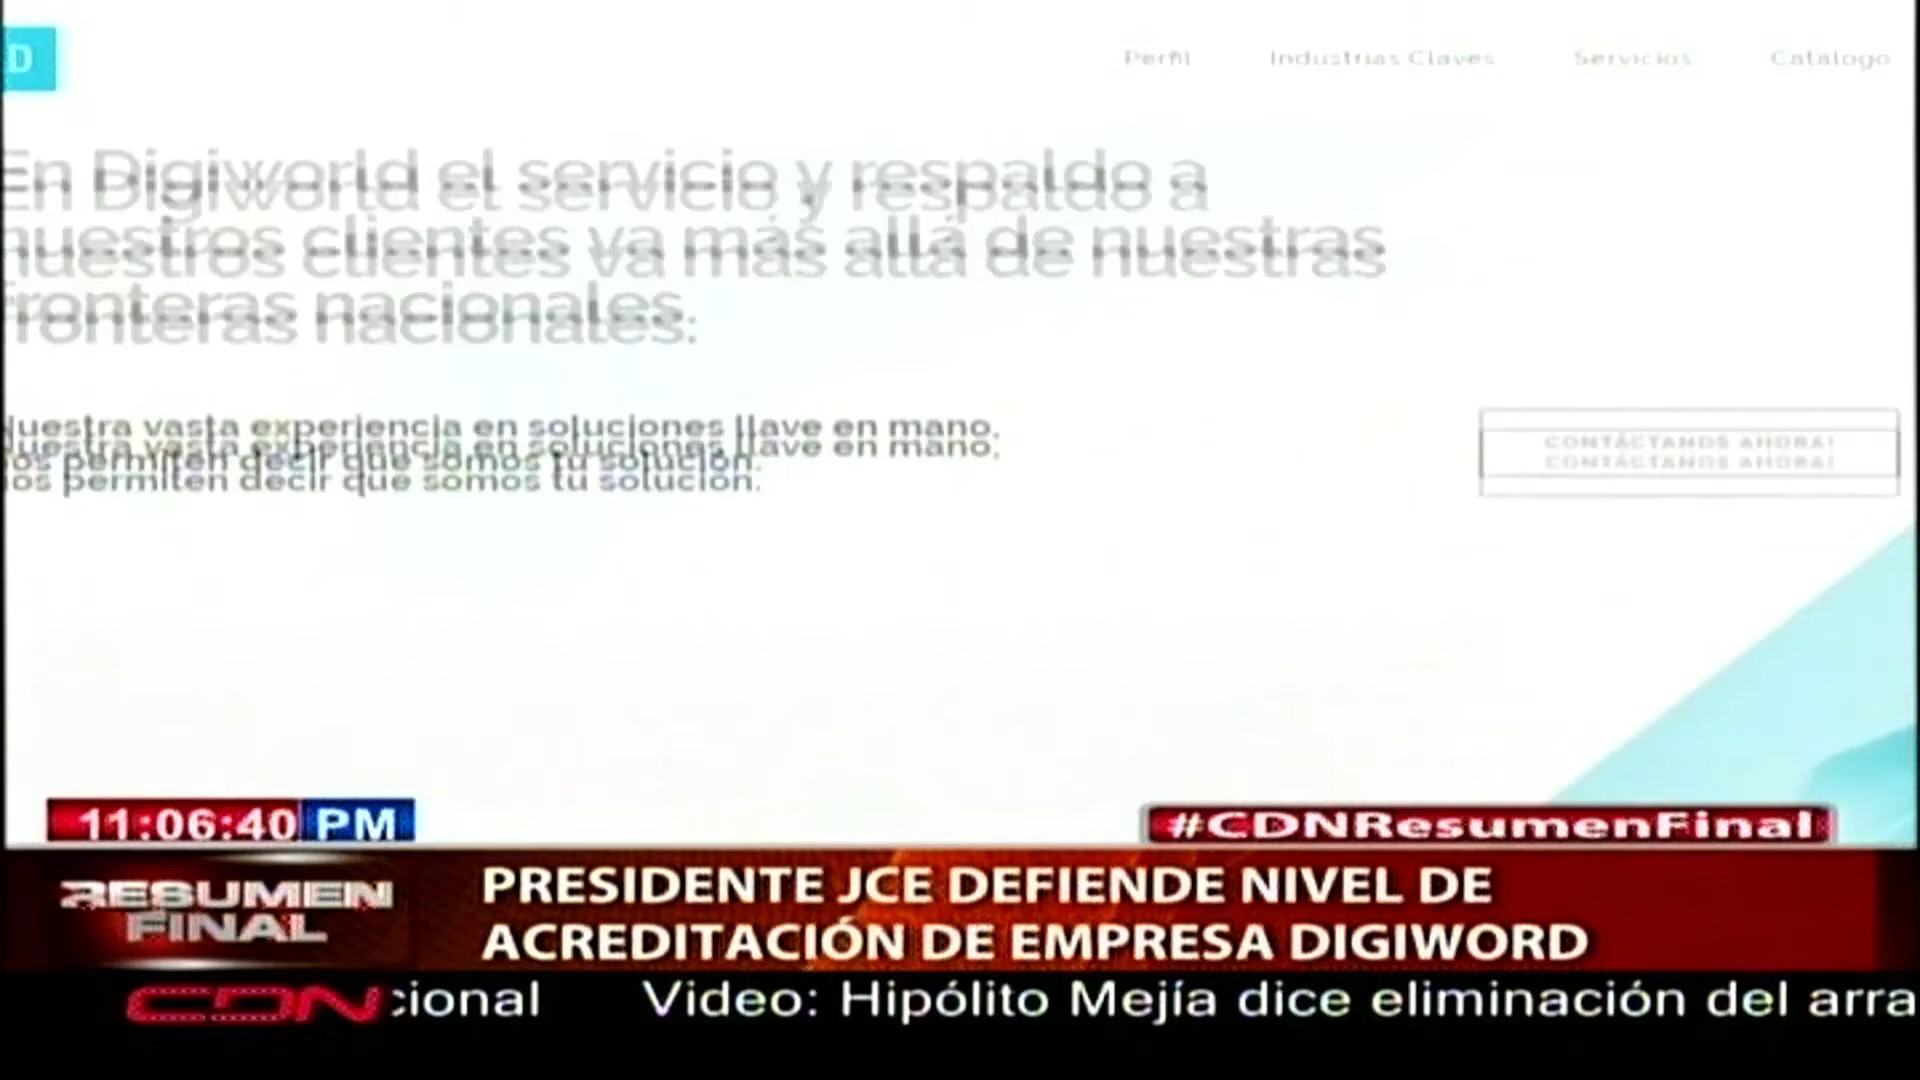 D
Perfil Industrias Claves Servicios Catalogo
En Digiworld el servicio y respaldo a
nuestros clientes va más allá de nuestras
fronteras nacionales.
Nuestra vasta experiencia en soluciones llave en mano,
nos permiten decir que somos tu solución.
CONTÁCTANOS AHORA!
11:06:40 PM
#CDNResumenFinal
RESUMEN
FINAL
PRESIDENTE JCE DEFIENDE NIVEL DE
ACREDITACIÓN DE EMPRESA DIGIWORD
CDN cional Video: Hipólito Mejía dice eliminación del arra